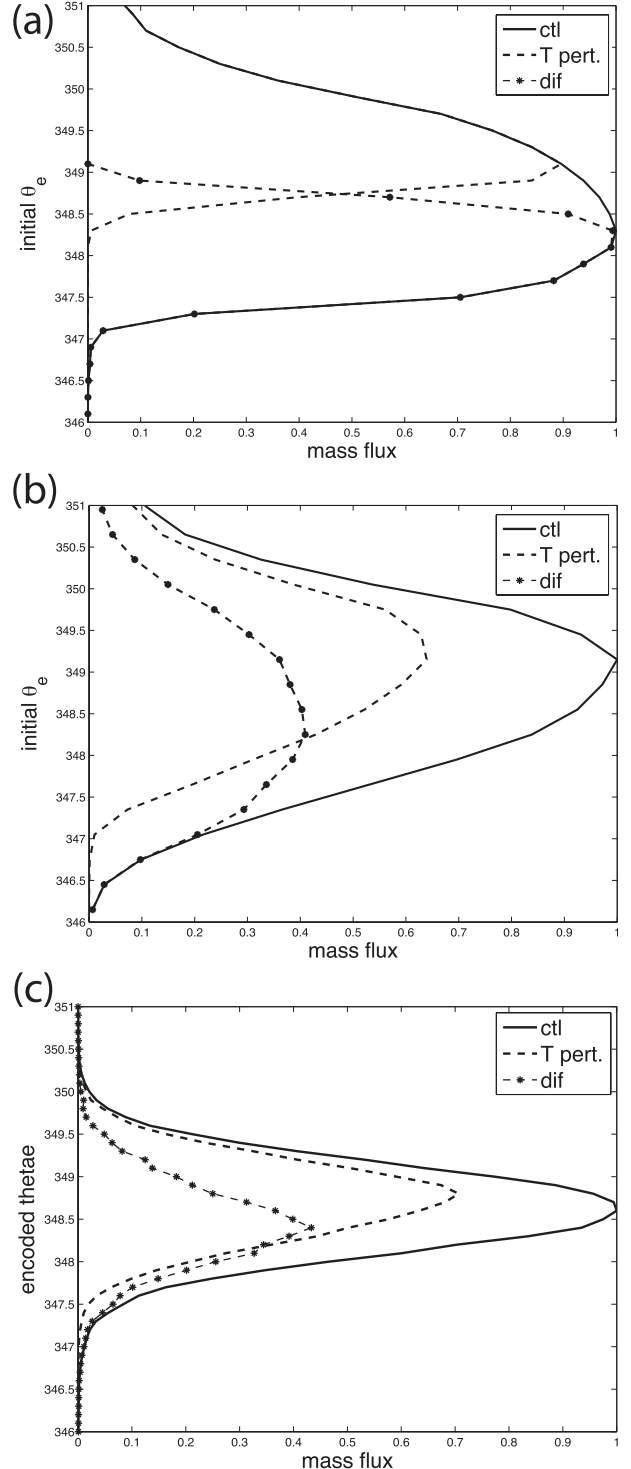 (a)
351
350.5
350
349.5
349
348.5
348
347.5
347
346.5
346
initial θe
0 0.1 0.2 0.3 0.4 0.5 0.6 0.7 0.8 0.9 1
mass flux
ctl
T pert.
dif
(b)
351
350.5
350
349.5
349
348.5
348
347.5
347
346.5
346
initial θe
0 0.1 0.2 0.3 0.4 0.5 0.6 0.7 0.8 0.9 1
mass flux
ctl
T pert.
dif
(c)
351
350.5
350
349.5
349
348.5
348
347.5
347
346.5
346
encoded thetae
0 0.1 0.2 0.3 0.4 0.5 0.6 0.7 0.8 0.9 1
mass flux
ctl
T pert.
dif